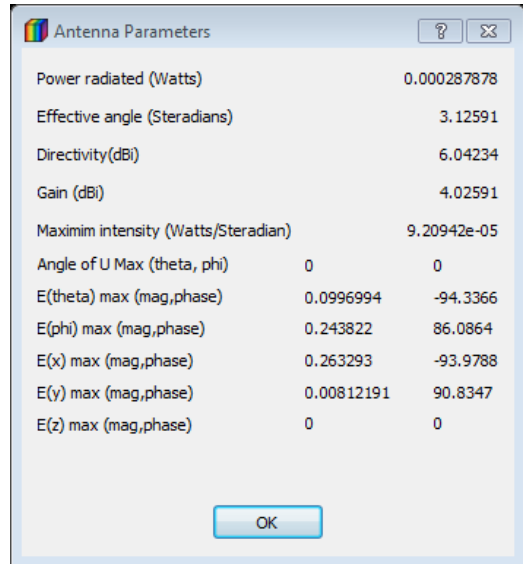 Antenna Parameters
Power radiated (Watts) 0.000287878
Effective angle (Steradians) 3.12591
Directivity(dBi) 6.04234
Gain (dBi) 4.02591
Maximim intensity (Watts/Steradian) 9.20942e-05
Angle of U Max (theta, phi) 0 0
E(theta) max (mag,phase) 0.0996994 -94.3366
E(phi) max (mag,phase) 0.243822 86.0864
E(x) max (mag,phase) 0.263293 -93.9788
E(y) max (mag,phase) 0.00812191 90.8347
E(z) max (mag,phase) 0 0
OK